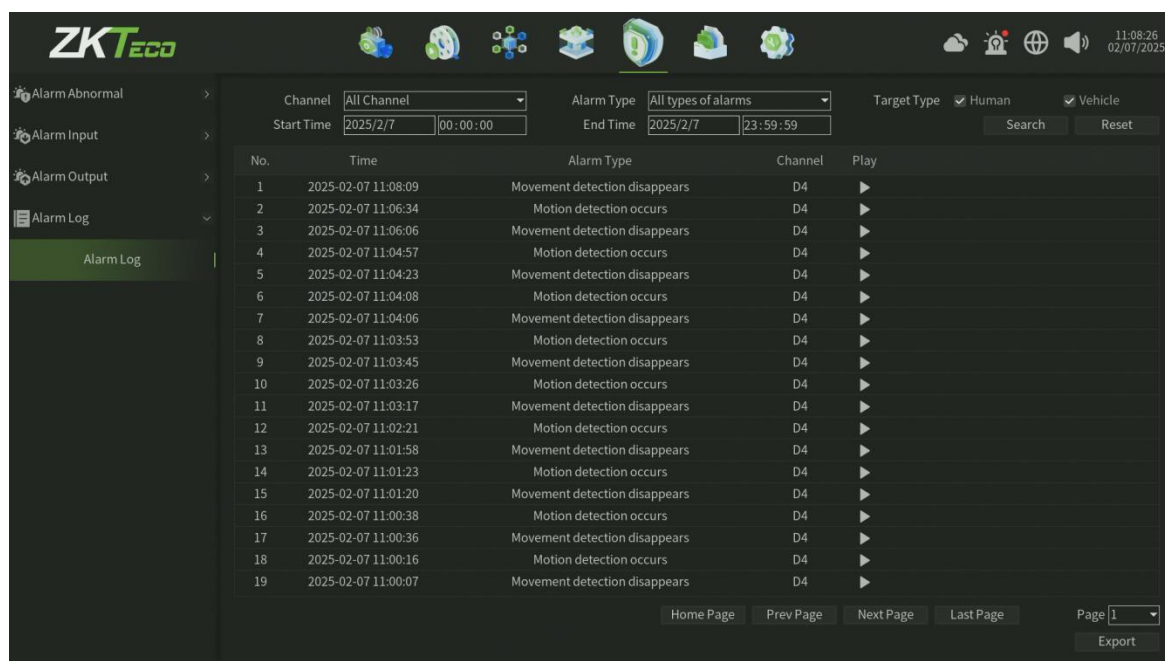 ZKTeco
11:08:26
02/07/2025
Alarm Abnormal
Alarm Input
Alarm Output
Alarm Log
Alarm Log
Channel All Channel Alarm Type All types of alarms Target Type Human Vehicle
Start Time 2025/2/7 00:00:00 End Time 2025/2/7 23:59:59 Search Reset
No. Time Alarm Type Channel Play
1 2025-02-07 11:08:09 Movement detection disappears D4
2 2025-02-07 11:06:34 Motion detection occurs D4
3 2025-02-07 11:06:06 Movement detection disappears D4
4 2025-02-07 11:04:57 Motion detection occurs D4
5 2025-02-07 11:04:23 Movement detection disappears D4
6 2025-02-07 11:04:08 Motion detection occurs D4
7 2025-02-07 11:04:06 Movement detection disappears D4
8 2025-02-07 11:03:53 Motion detection occurs D4
9 2025-02-07 11:03:45 Movement detection disappears D4
10 2025-02-07 11:03:26 Motion detection occurs D4
11 2025-02-07 11:03:17 Movement detection disappears D4
12 2025-02-07 11:02:21 Motion detection occurs D4
13 2025-02-07 11:01:58 Movement detection disappears D4
14 2025-02-07 11:01:23 Motion detection occurs D4
15 2025-02-07 11:01:20 Movement detection disappears D4
16 2025-02-07 11:00:38 Motion detection occurs D4
17 2025-02-07 11:00:36 Movement detection disappears D4
18 2025-02-07 11:00:16 Motion detection occurs D4
19 2025-02-07 11:00:07 Movement detection disappears D4
Home Page Prev Page Next Page Last Page Page 1
Export